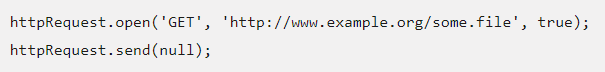 httpRequest.open('GET', 'http://www.example.org/some.file', true);
httpRequest.send(null);